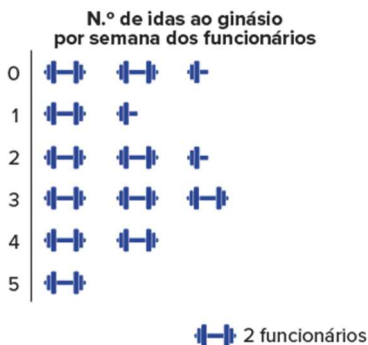 N.º de idas ao ginásio
por semana dos funcionários
0
1
2
3
4
5
2 funcionários